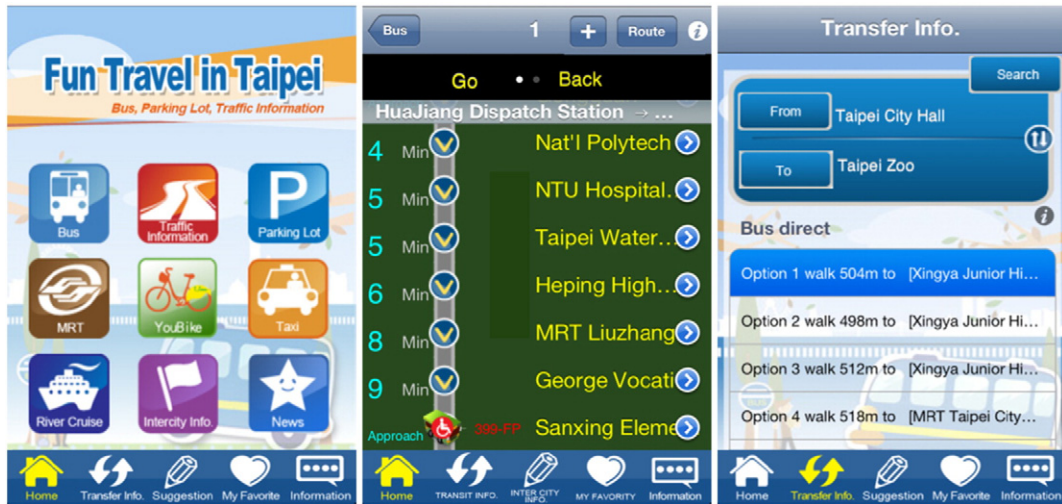 Fun Travel in Taipei
Bus, Parking Lot, Traffic Information
Bus
Traffic Information
Parking Lot
P
MRT
YouBike
Taxi
River Cruise
Intercity Info.
News
Home
Transfer Info.
Suggestion
My Favorite
Information
Bus
1
+
Route
i
Go
Back
HuaJiang Dispatch Station → ...
4 Min Nat'l Polytech
5 Min NTU Hospital...
5 Min Taipei Water...
6 Min Heping High...
8 Min MRT Liuzhang
9 Min George Vocati
Approach 399-FP Sanxing Eleme
Home
TRANSIT INFO.
INTER CITY INFO.
MY FAVORITY
Information
Transfer Info.
Search
From Taipei City Hall
To Taipei Zoo
i
Bus direct
Option 1 walk 504m to [Xingya Junior Hi...
Option 2 walk 498m to [Xingya Junior Hi...
Option 3 walk 512m to [Xingya Junior Hi...
Option 4 walk 518m to [MRT Taipei City...
Home
Transfer Info.
Suggestion
My Favorite
Information